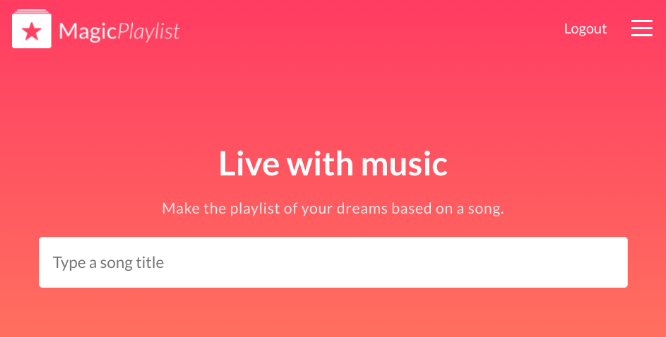 MagicPlaylist
Logout
Live with music
Make the playlist of your dreams based on a song.
Type a song title